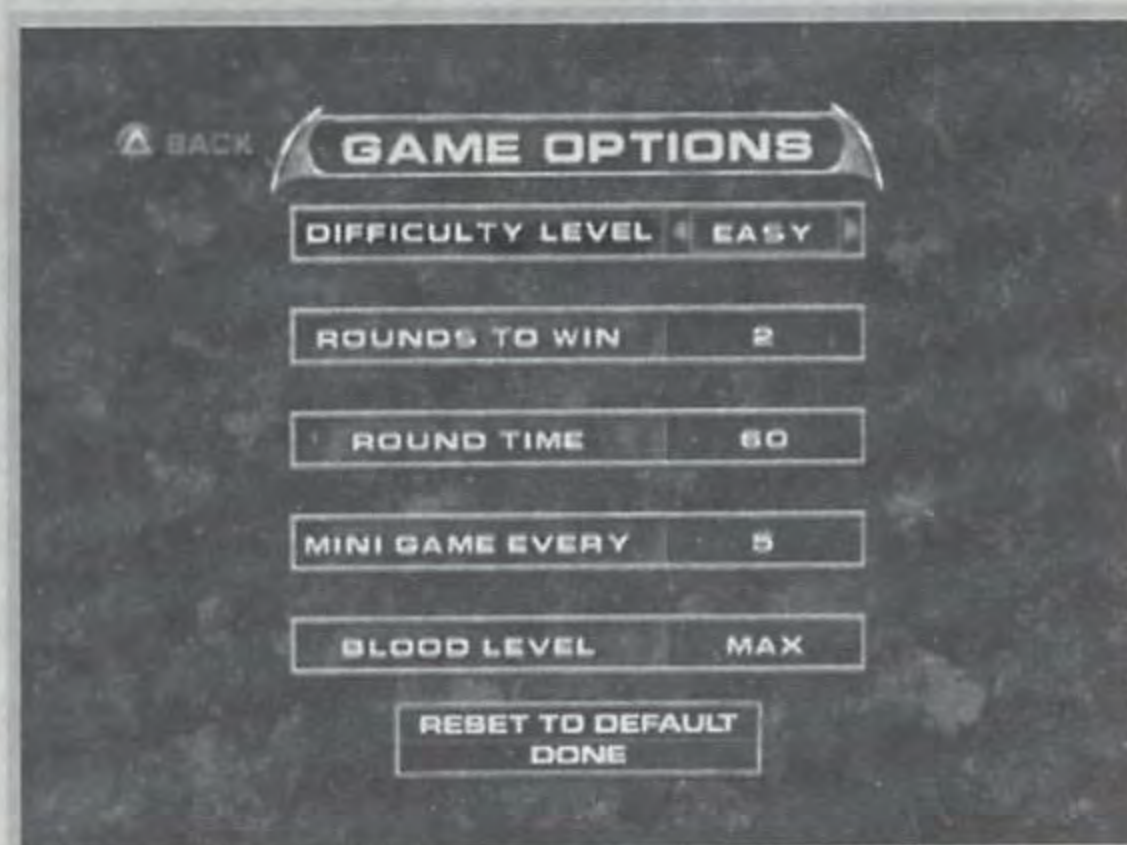 BACK
GAME OPTIONS
DIFFICULTY LEVEL EASY
ROUNDS TO WIN 2
ROUND TIME 60
MINI GAME EVERY 5
BLOOD LEVEL MAX
RESET TO DEFAULT
DONE